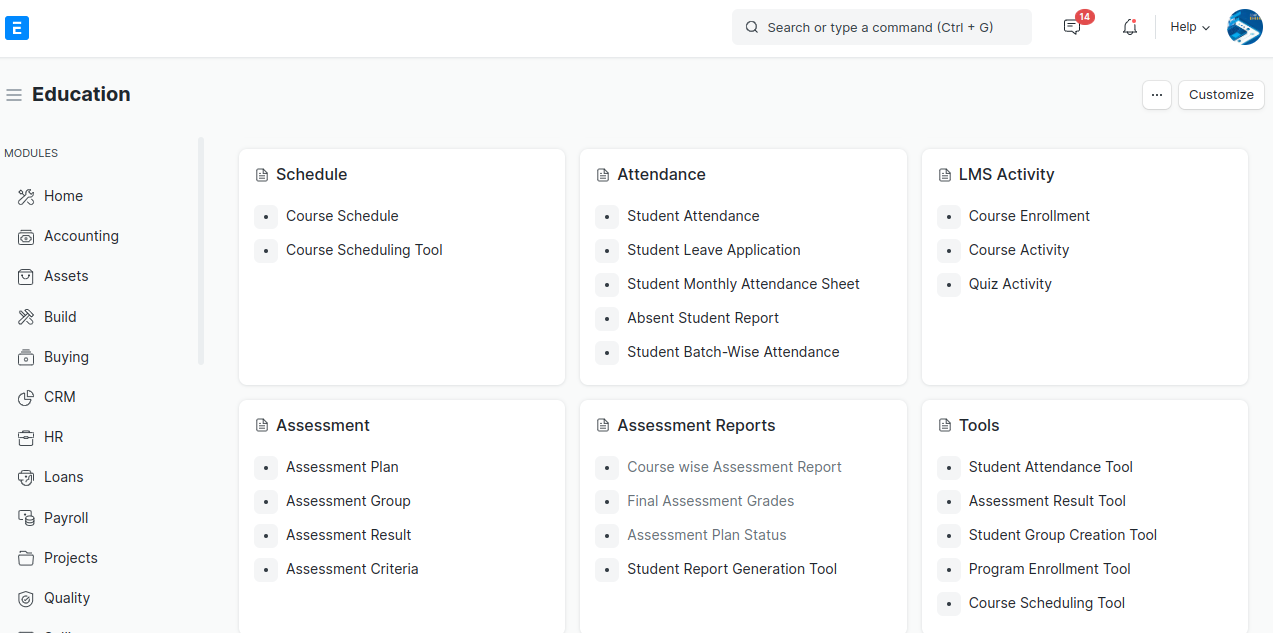 E
Search or type a command (Ctrl + G)
14
Help
Education
...
Customize
MODULES
Home
Accounting
Assets
Build
Buying
CRM
HR
Loans
Payroll
Projects
Quality
Schedule
Course Schedule
Course Scheduling Tool
Attendance
Student Attendance
Student Leave Application
Student Monthly Attendance Sheet
Absent Student Report
Student Batch-Wise Attendance
LMS Activity
Course Enrollment
Course Activity
Quiz Activity
Assessment
Assessment Plan
Assessment Group
Assessment Result
Assessment Criteria
Assessment Reports
Course wise Assessment Report
Final Assessment Grades
Assessment Plan Status
Student Report Generation Tool
Tools
Student Attendance Tool
Assessment Result Tool
Student Group Creation Tool
Program Enrollment Tool
Course Scheduling Tool